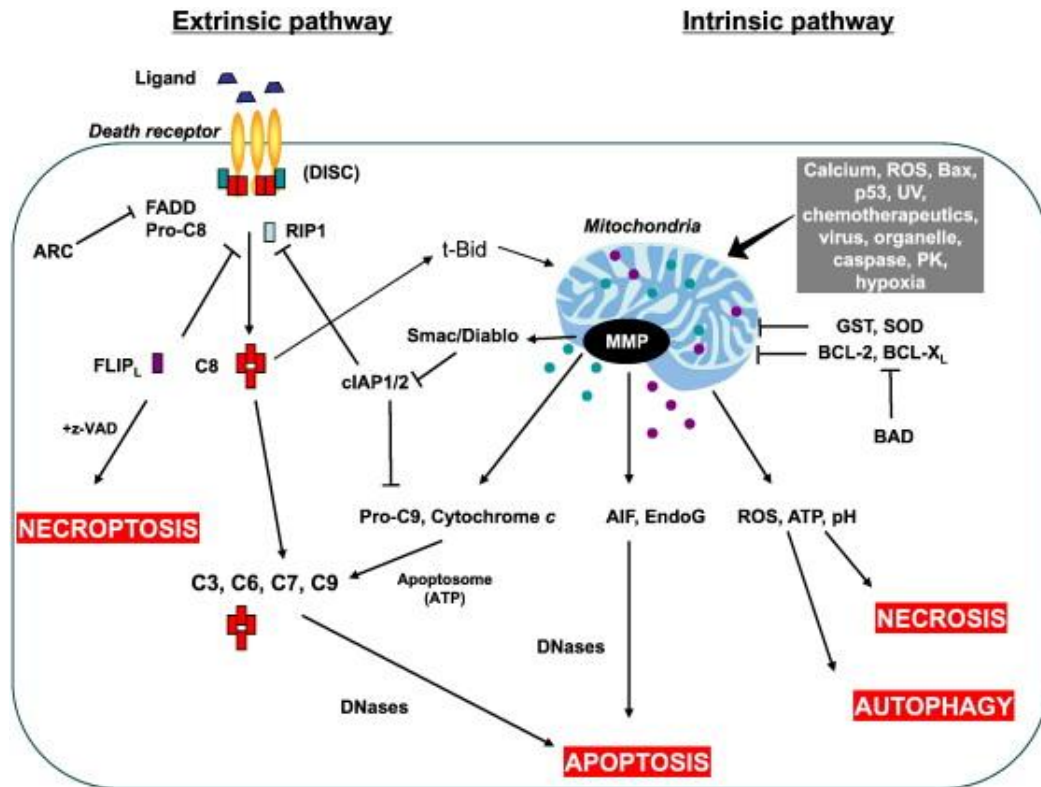 Extrinsic pathway
Intrinsic pathway
Ligand
Death receptor
(DISC)
FADD
Pro-C8
RIP1
ARC
t-Bid
Mitochondria
Calcium, ROS, Bax,
p53, UV,
chemotherapeutics,
virus, organelle,
caspase, PK,
hypoxia
Smac/Diablo
MMP
GST, SOD
BCL-2, BCL-XL
FLIPL
C8
cIAP1/2
+z-VAD
BAD
NECROPTOSIS
Pro-C9, Cytochrome c
AIF, EndoG
ROS, ATP, pH
C3, C6, C7, C9
Apoptosome
(ATP)
NECROSIS
DNases
DNases
AUTOPHAGY
APOPTOSIS